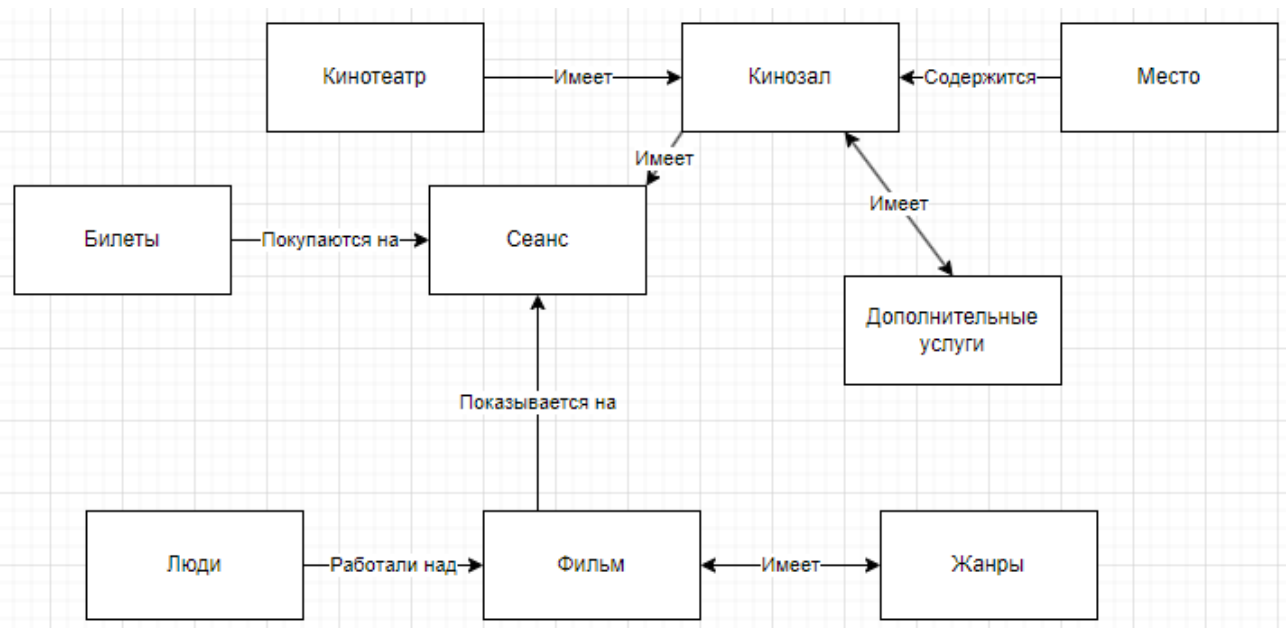 Кинотеатр
Имеет
Кинозал
Содержится
Место
Имеет
Имеет
Билеты
Покупаются на
Сеанс
Дополнительные
услуги
Показывается на
Люди
Работали над
Фильм
Имеет
Жанры